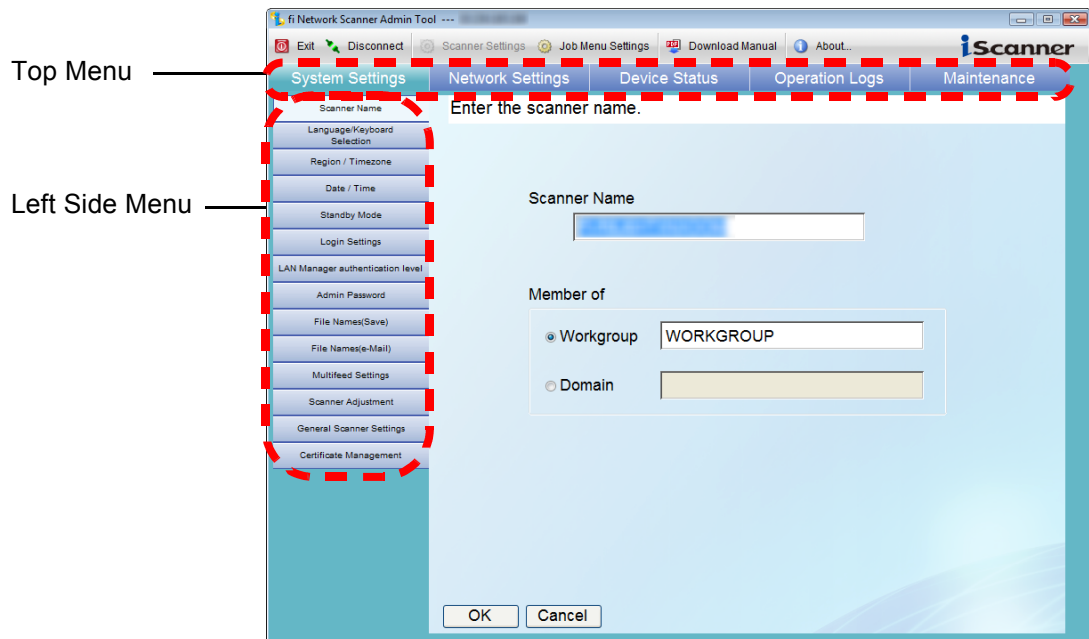 fi Network Scanner Admin Tool ---
Exit Disconnect Scanner Settings Job Menu Settings Download Manual About...
iScanner
Top Menu
System Settings Network Settings Device Status Operation Logs Maintenance
Scanner Name
Enter the scanner name.
Language/Keyboard
Selection
Region / Timezone
Date / Time
Left Side Menu
Standby Mode
Login Settings
LAN Manager authentication level
Admin Password
File Names(Save)
File Names(e-Mail)
Multifeed Settings
Scanner Adjustment
General Scanner Settings
Certificate Management
Scanner Name
Member of
Workgroup WORKGROUP
Domain
OK Cancel